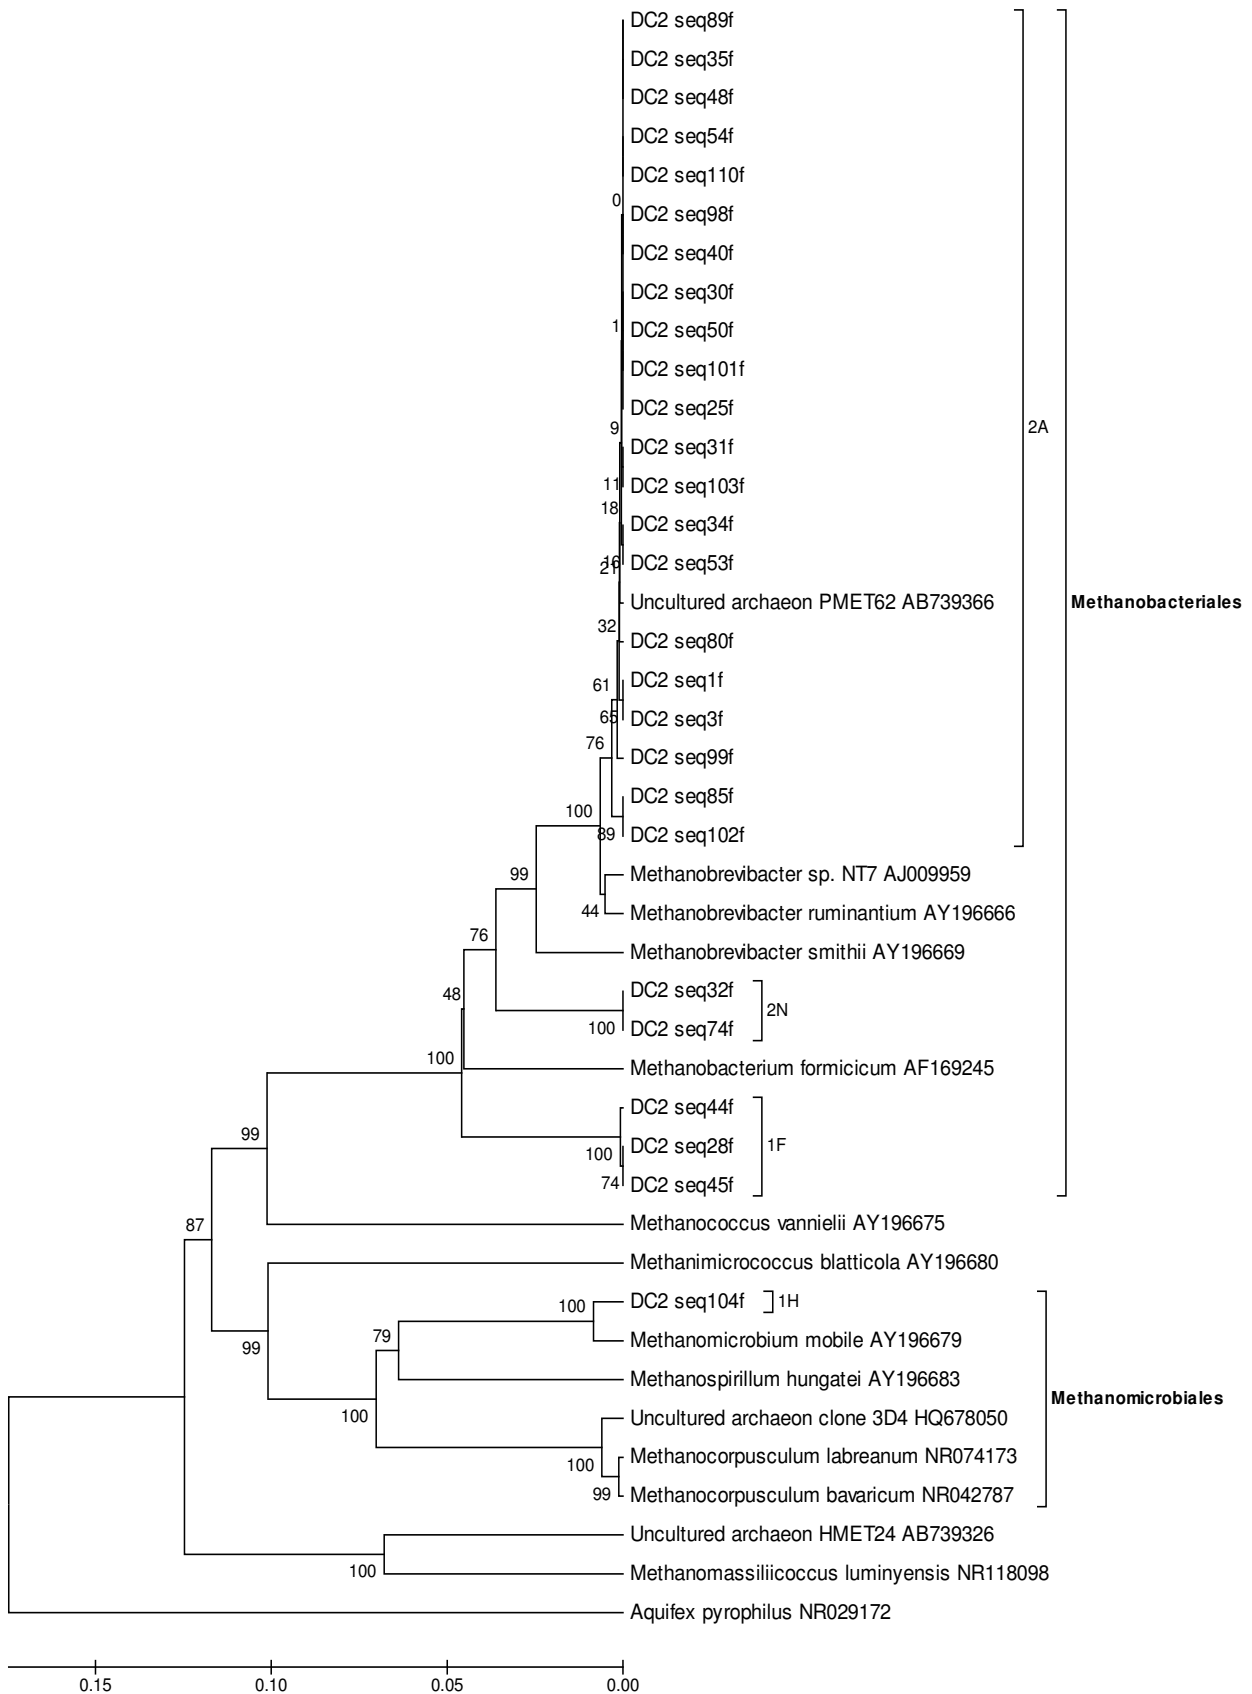 DC2 seq89f
DC2 seq35f
DC2 seq48f
DC2 seq54f
DC2 seq110f
0
DC2 seq98f
DC2 seq40f
DC2 seq30f
1
DC2 seq50f
DC2 seq101f
DC2 seq25f
9
2A
DC2 seq31f
11
DC2 seq103f
18
DC2 seq34f
16
DC2 seq53f
21
Uncultured archaeon PMET62 AB739366
Methanobacteriales
32
DC2 seq80f
61
DC2 seq1f
65
DC2 seq3f
76
DC2 seq99f
DC2 seq85f
100
89
DC2 seq102f
99
Methanobrevibacter sp. NT7 AJ009959
44
Methanobrevibacter ruminantium AY196666
76
Methanobrevibacter smithii AY196669
48
DC2 seq32f
2N
100
DC2 seq74f
100
Methanobacterium formicicum AF169245
DC2 seq44f
99
DC2 seq28f
1F
100
74
DC2 seq45f
87
Methanococcus vannielii AY196675
Methanimicrococcus blatticola AY196680
100
DC2 seq104f
1H
79
Methanomicrobium mobile AY196679
99
Methanospirillum hungatei AY196683
Methanomicrobiales
100
Uncultured archaeon clone 3D4 HQ678050
100
Methanocorpusculum labreanum NR074173
99
Methanocorpusculum bavaricum NR042787
Uncultured archaeon HMET24 AB739326
100
Methanomassiliicoccus luminyensis NR118098
Aquifex pyrophilus NR029172
0.15 0.10 0.05 0.00